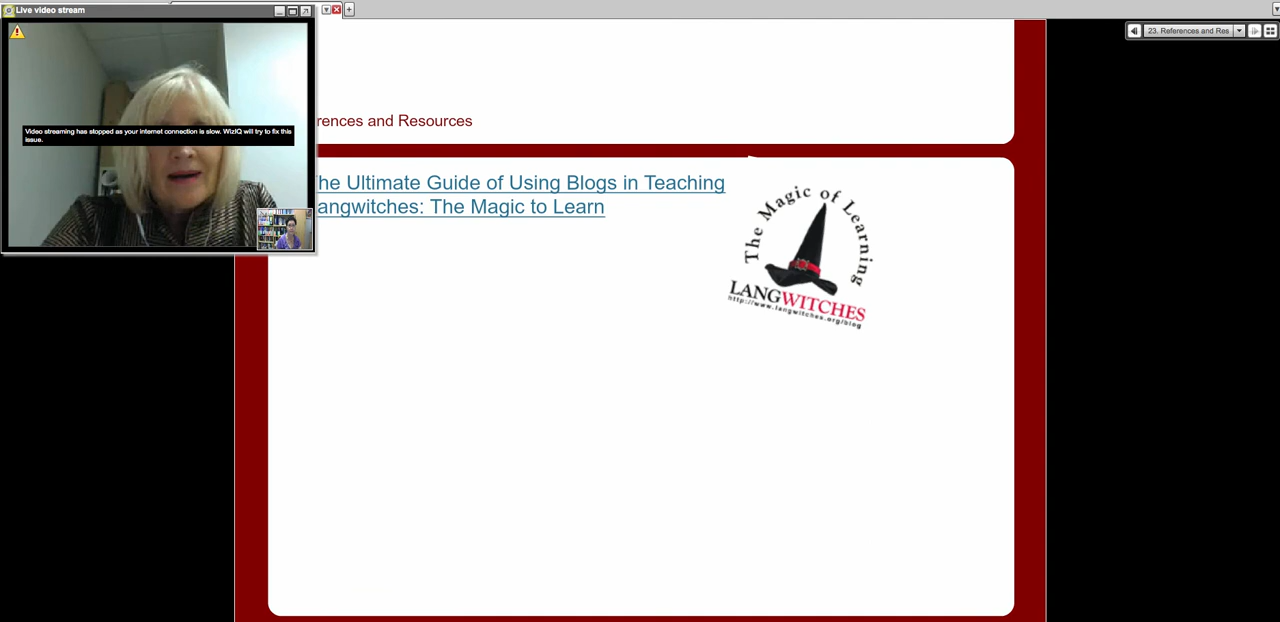 Live video stream
23. References and Res
Video streaming has stopped as your internet connection is slow. WizIQ will try to fix this
issue.
rences and Resources
he Ultimate Guide of Using Blogs in Teaching
angwitches: The Magic to Learn
The Magic of Learning
LANGWITCHES
http://www.langwitches.org/blog